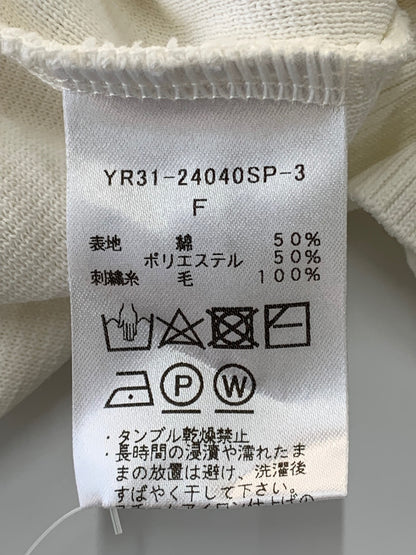 YR31-24040SP-3
F
表地 綿 50%
ポリエステル 50%
刺繍糸 毛 100%
P W
・タンブル乾燥禁止
・長時間の浸漬や濡れたま
まの放置は避け、洗濯後
すばやく干して下さい。